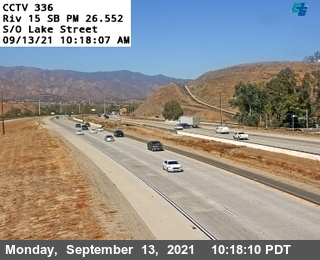 CCTV 336
Riv 15 SB PM 26.552
S/O Lake Street
09/13/21 10:18:07 AM
Monday, September 13, 2021 10:18:10 PDT